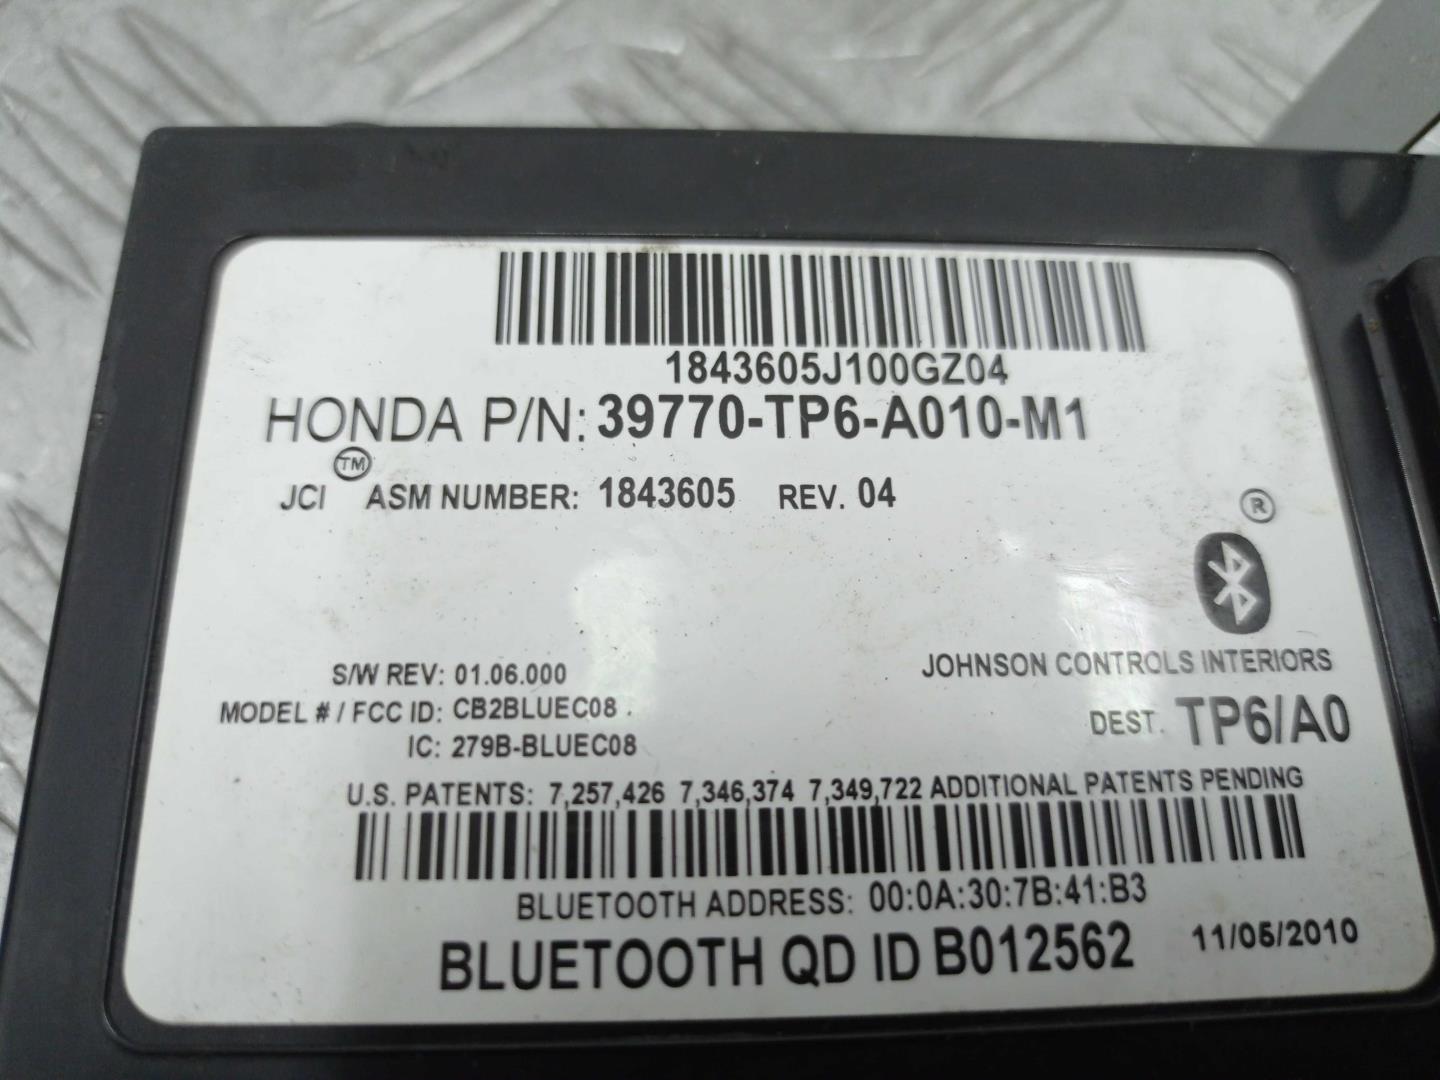 1843605J100GZ04
HONDA P/N: 39770-TP6-A010-M1
JCI ™ ASM NUMBER: 1843605 REV. 04
®
S/W REV: 01.06.000
JOHNSON CONTROLS INTERIORS
MODEL # / FCC ID: CB2BLUEC08
DEST. TP6/A0
IC: 279B-BLUEC08
U.S. PATENTS: 7,257,426 7,346,374 7,349,722 ADDITIONAL PATENTS PENDING
BLUETOOTH ADDRESS: 00:0A:30:7B:41:B3
BLUETOOTH QD ID B012562 11/05/2010